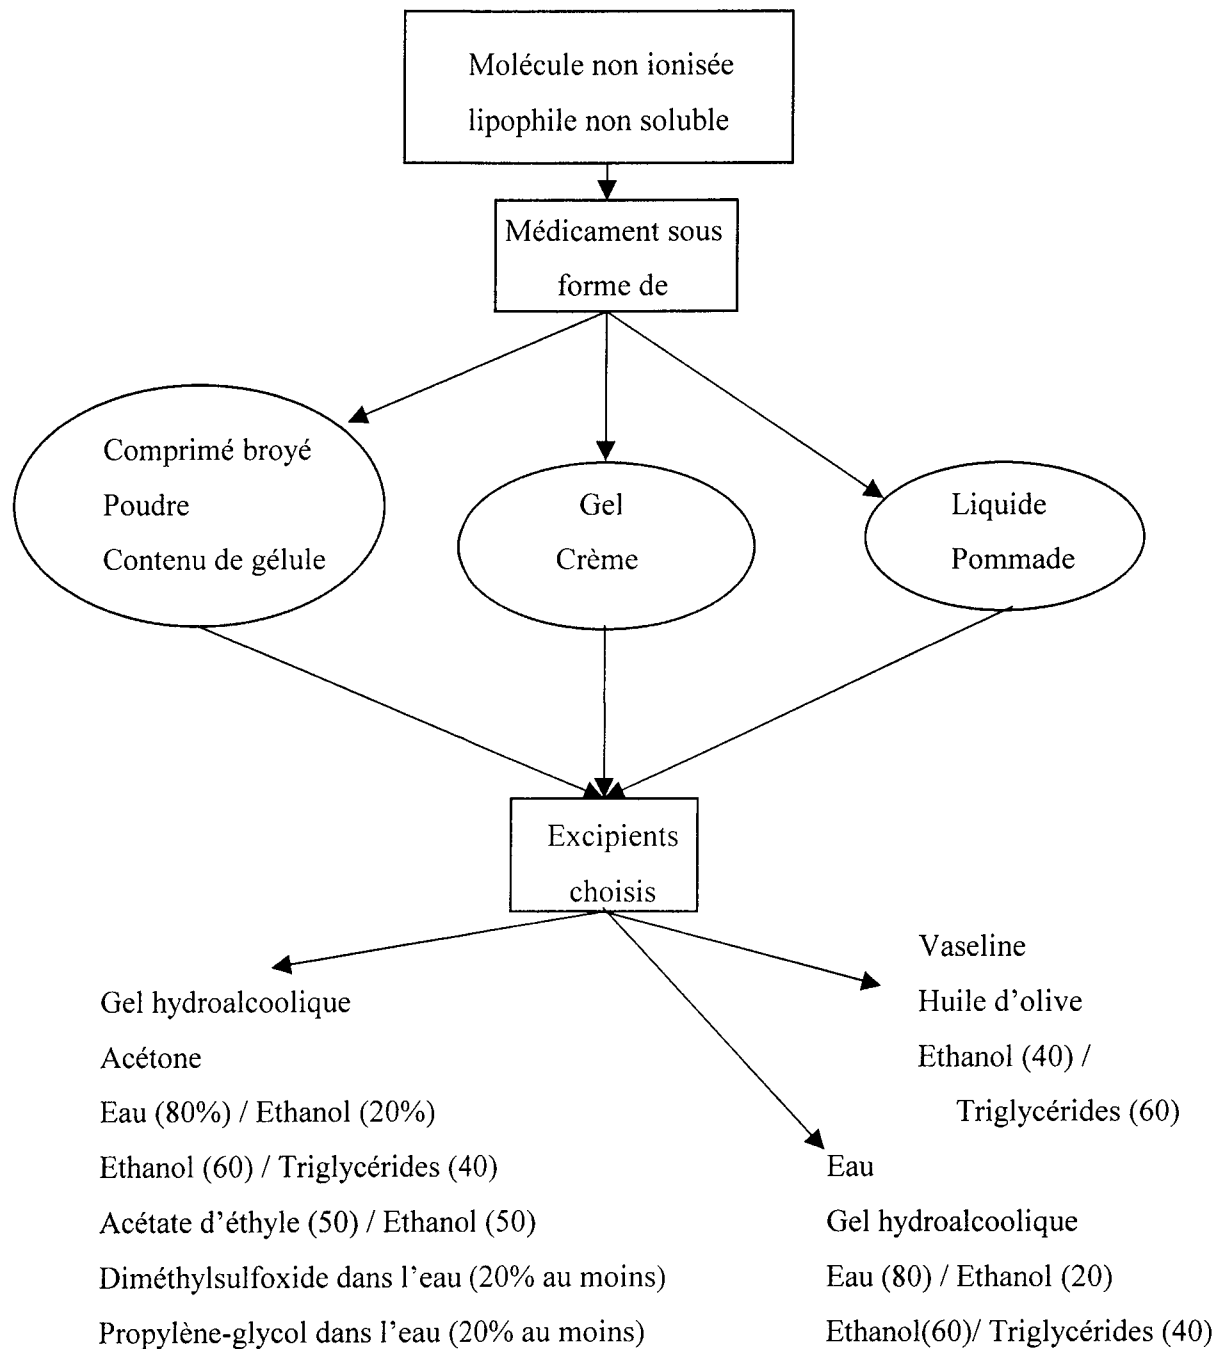 Molécule non ionisée
lipophile non soluble
Médicament sous
forme de
Comprimé broyé
Poudre
Contenu de gélule
Gel
Crème
Liquide
Pommade
Excipients
choisis
Gel hydroalcoolique
Acétone
Eau (80%) / Ethanol (20%)
Ethanol (60) / Triglycérides (40)
Acétate d'éthyle (50) / Ethanol (50)
Diméthylsulfoxide dans l'eau (20% au moins)
Propylène-glycol dans l'eau (20% au moins)
Vaseline
Huile d'olive
Ethanol (40) /
Triglycérides (60)
Eau
Gel hydroalcoolique
Eau (80) / Ethanol (20)
Ethanol(60)/ Triglycérides (40)